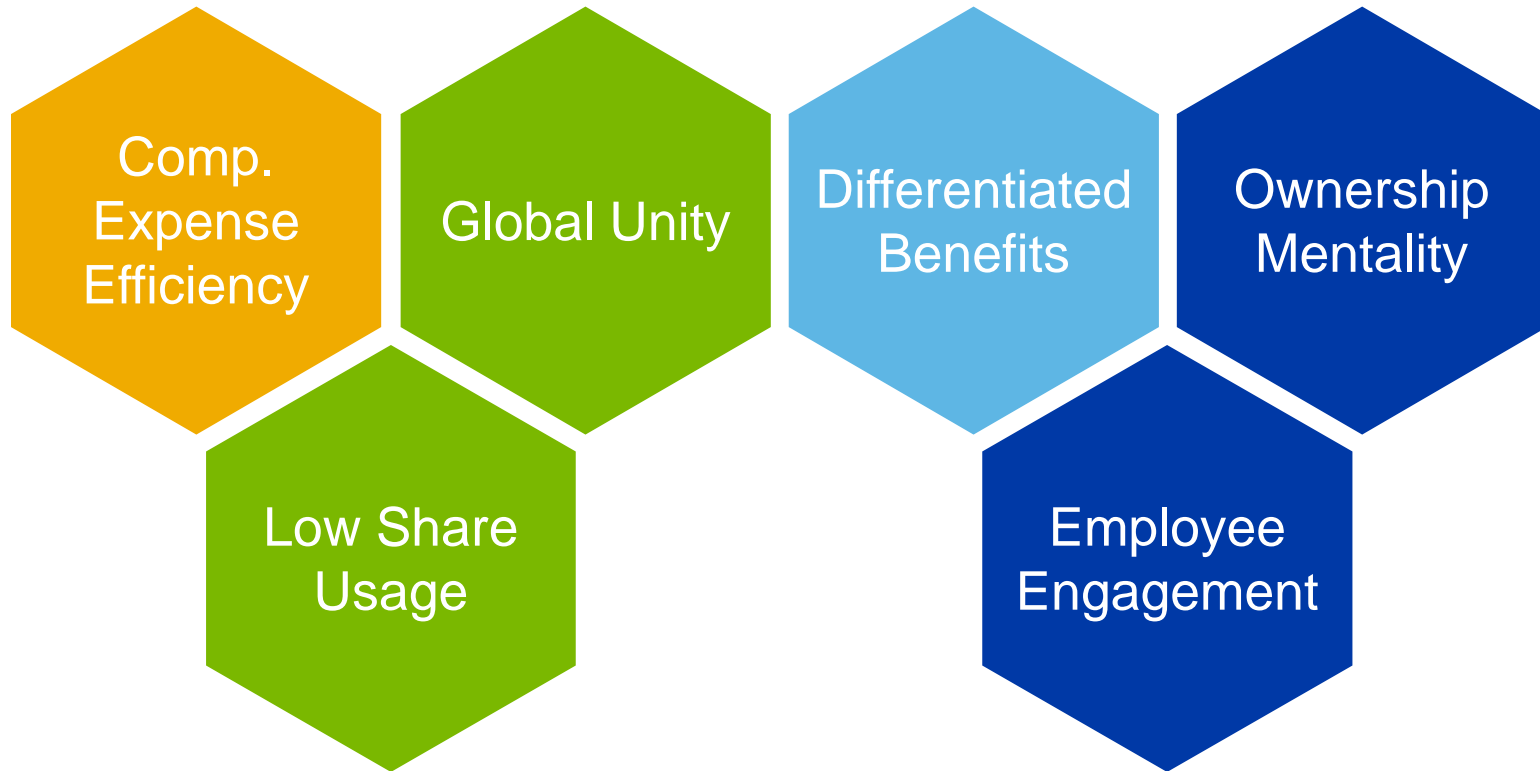 Comp.
Expense
Efficiency
Global Unity
Differentiated
Benefits
Ownership
Mentality
Low Share
Usage
Employee
Engagement